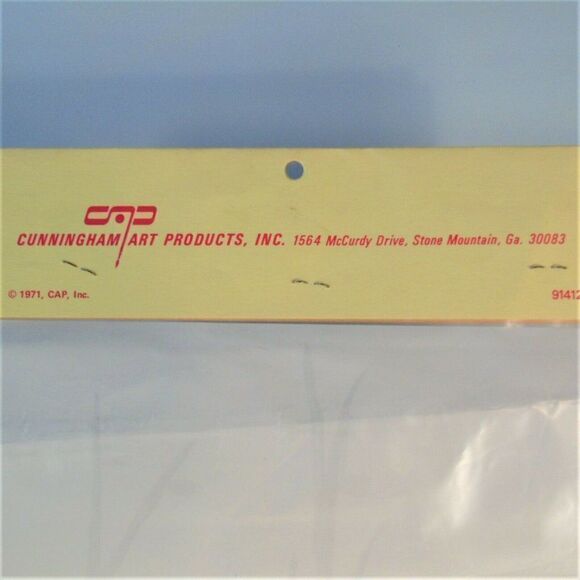 CAP
CUNNINGHAM ART PRODUCTS, INC. 1564 McCurdy Drive, Stone Mountain, Ga. 30083
© 1971, CAP, Inc. 91412